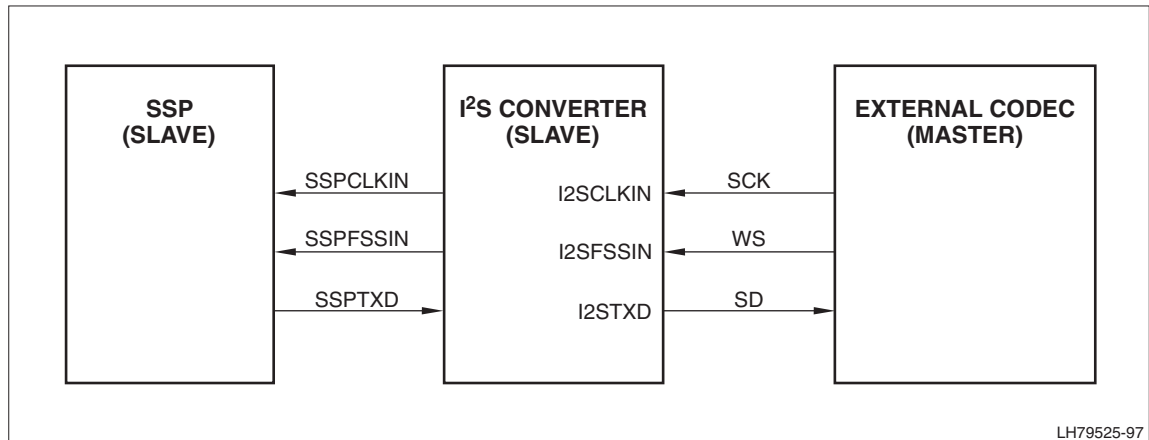 SSP
(SLAVE)
I²S CONVERTER
(SLAVE)
EXTERNAL CODEC
(MASTER)
SSPCLKIN
I2SCLKIN
SCK
SSPFSSIN
I2SFSSIN
WS
SSPTXD
I2STXD
SD
LH79525-97